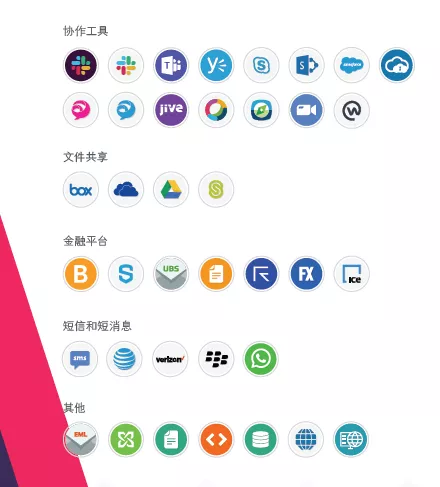 协作工具
salesforce
jive
文件共享
box
金融平台
B
S
UBS
FX
ICE
短信和短消息
sms
verizon
其他
EML